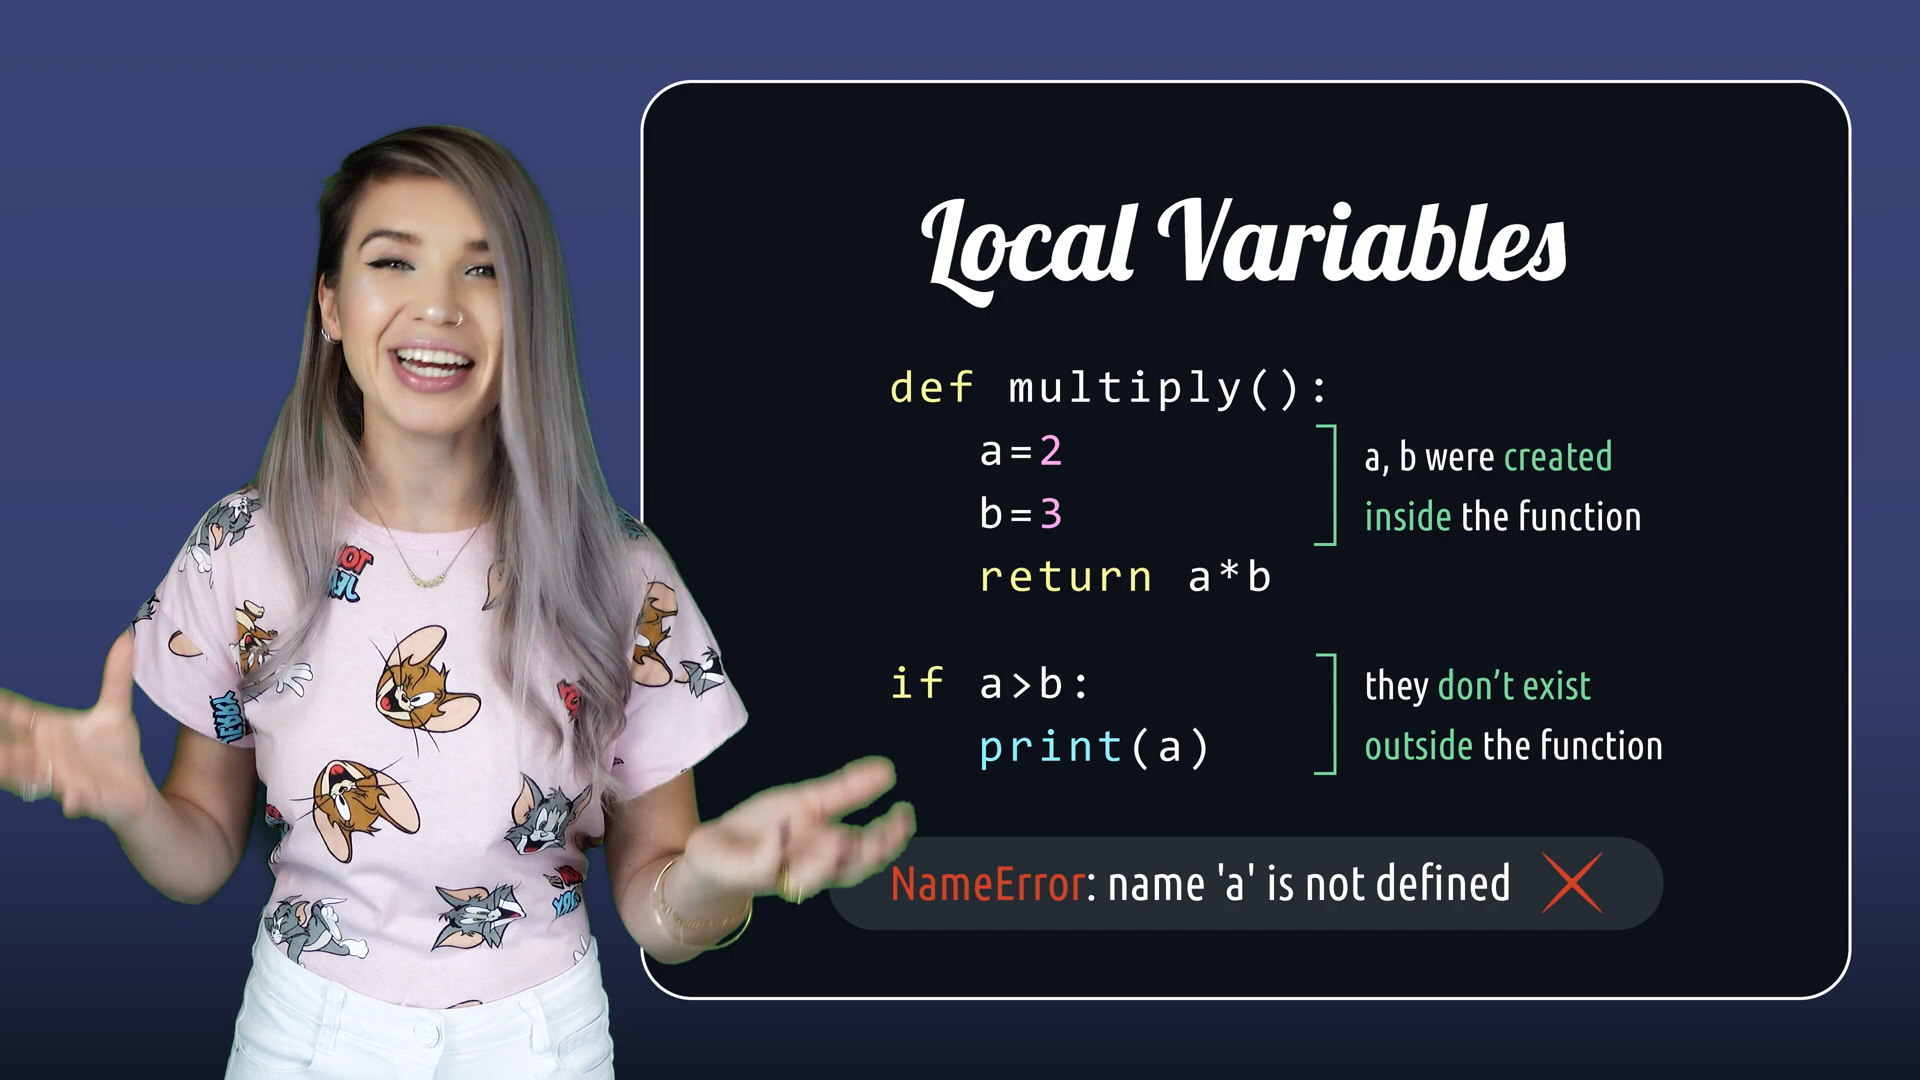 Local Variables
def multiply():
a=2
b=3
return a*b
a, b were created
inside the function
if a>b:
print(a)
they don't exist
outside the function
NameError: name 'a' is not defined